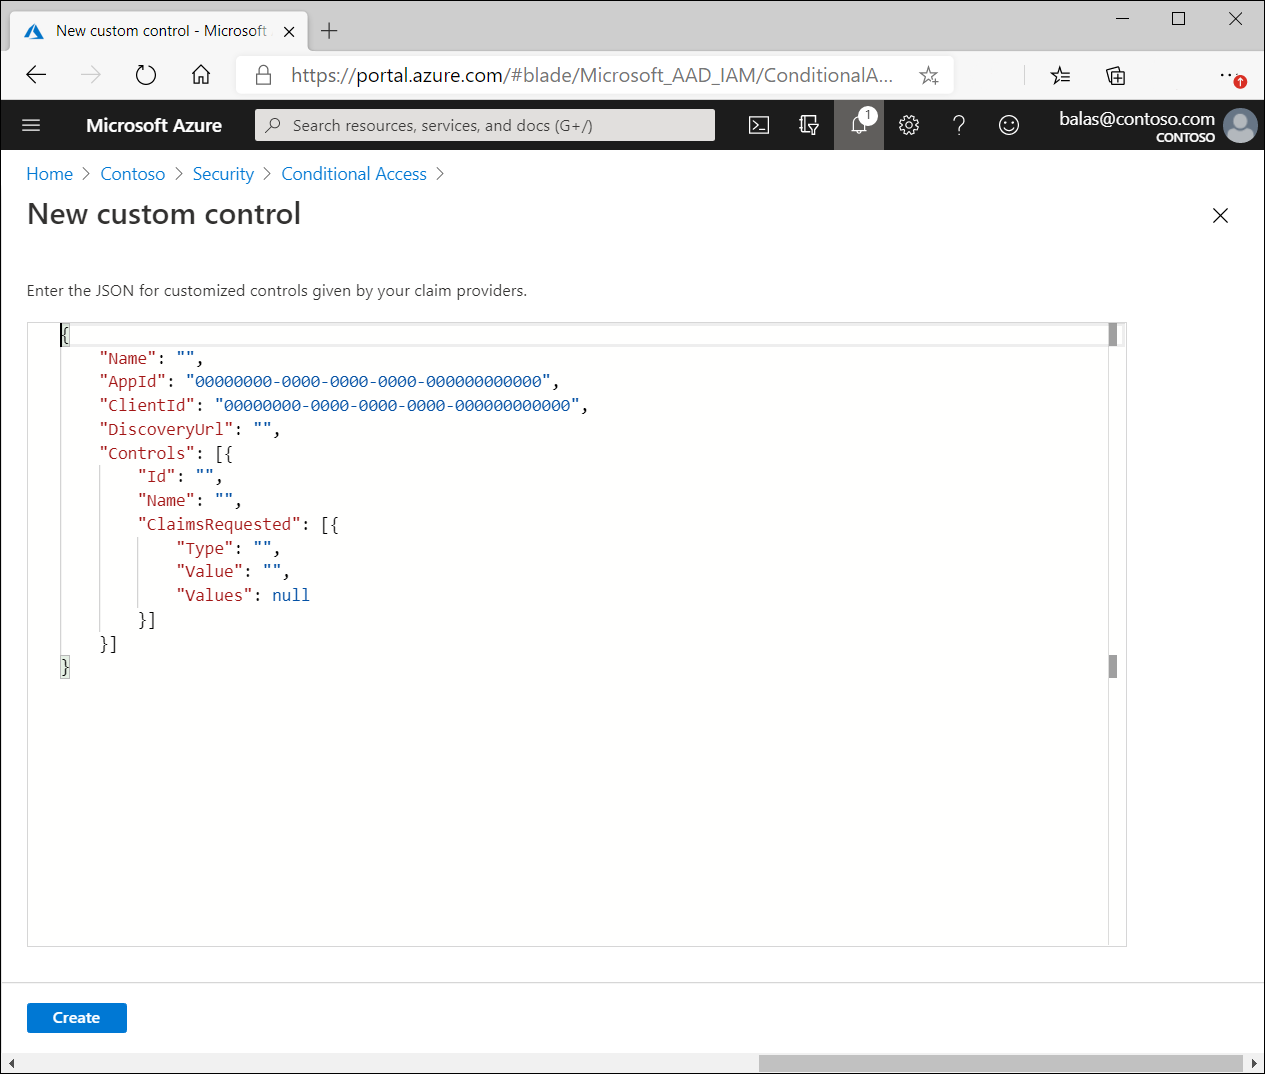 New custom control - Microsoft
https://portal.azure.com/#blade/Microsoft_AAD_IAM/ConditionalA...
Microsoft Azure
Search resources, services, and docs (G+/)
1
balas@contoso.com
CONTOSO
Home > Contoso > Security > Conditional Access >
New custom control
Enter the JSON for customized controls given by your claim providers.
{
"Name": "",
"AppId": "00000000-0000-0000-0000-000000000000",
"ClientId": "00000000-0000-0000-0000-000000000000",
"DiscoveryUrl": "",
"Controls": [{
"Id": "",
"Name": "",
"ClaimsRequested": [{
"Type": "",
"Value": "",
"Values": null
}]
}]
}
Create